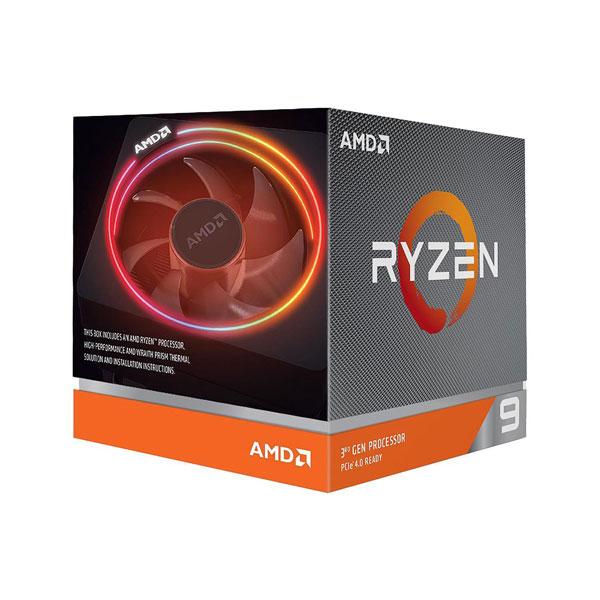 AMD
AMD
THIS BOX INCLUDES AN AMD RYZEN™ PROCESSOR,
HIGH-PERFORMANCE AMD WRAITH PRISM THERMAL
SOLUTION AND INSTALLATION INSTRUCTIONS.
AMD
AMD
RYZEN
9
3RD GEN PROCESSOR
PCIe® 4.0 READY